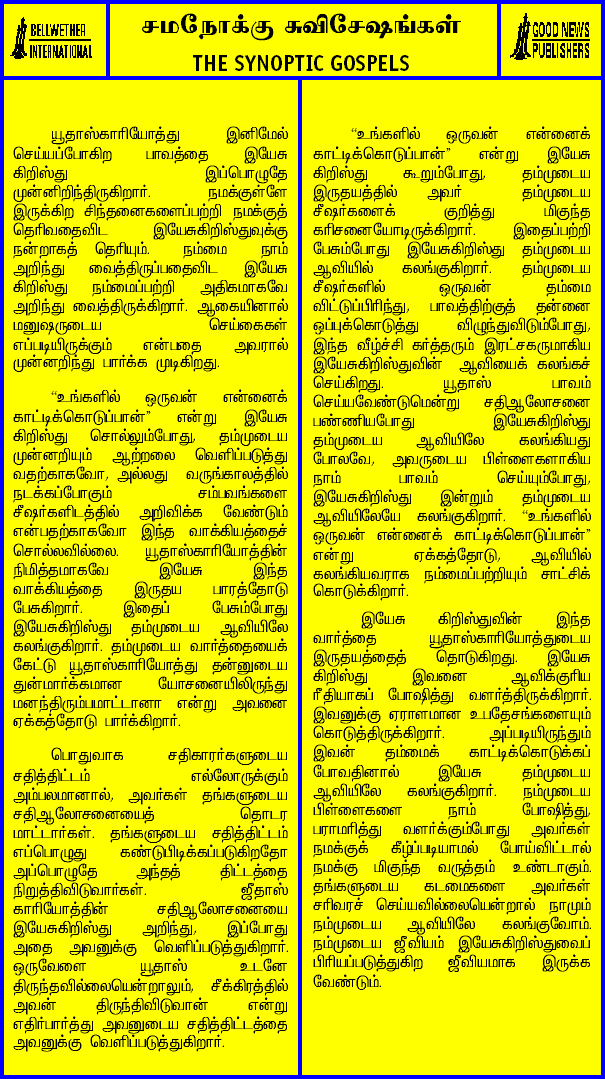 BELLWETHER
INTERNATIONAL
சமநோக்கு சுவிசேஷங்கள்
THE SYNOPTIC GOSPELS
GOOD NEWS
PUBLISHERS
யூதாஸ்காரியோத்து இனிமேல்
செய்யப்போகிற பாவத்தை இயேசு
கிறிஸ்து இப்பொழுதே
முன்னறிந்திருகிறார். நமக்குள்ளே
இருக்கிற சிந்தனைகளைப்பற்றி நமக்குத்
தெரிவதைவிட இயேசுகிறிஸ்துவுக்கு
நன்றாகத் தெரியும். நம்மை நாம்
அறிந்து வைத்திருப்பதைவிட இயேசு
கிறிஸ்து நம்மைப்பற்றி அதிகமாகவே
அறிந்து வைத்திருக்கிறார். ஆகையினால்
மனுஷருடைய செய்கைகள்
எப்படியிருக்கும் என்பதை அவரால்
முன்னறிந்து பார்க்க முடிகிறது.
“உங்களில் ஒருவன் என்னைக்
காட்டிக்கொடுப்பான்” என்று இயேசு
கிறிஸ்து சொல்லும்போது, தம்முடைய
முன்னறியும் ஆற்றலை வெளிப்படுத்து
வதற்காகவோ, அல்லது வருங்காலத்தில்
நடக்கப்போகும் சம்பவங்களை
சீஷர்களிடத்தில் அறிவிக்க வேண்டும்
என்பதற்காகவோ இந்த வாக்கியத்தைச்
சொல்லவில்லை. யூதாஸ்காரியோத்தின்
நிமித்தமாகவே இயேசு இந்த
வாக்கியத்தை இருதய பாரத்தோடு
பேசுகிறார். இதைப் பேசும்போது
இயேசுகிறிஸ்து தம்முடைய ஆவியிலே
கலங்குகிறார். தம்முடைய வார்த்தையைக்
கேட்டு யூதாஸ்காரியோத்து தன்னுடைய
துன்மார்க்கமான யோசனையிலிருந்து
மனந்திரும்பமாட்டானா என்று அவனை
ஏக்கத்தோடு பார்க்கிறார்.
பொதுவாக சதிகாரர்களுடைய
சதித்திட்டம் எல்லோருக்கும்
அம்பலமானால், அவர்கள் தங்களுடைய
சதிஆலோசனையைத் தொடர
மாட்டார்கள். தங்களுடைய சதித்திட்டம்
எப்பொழுது கண்டுபிடிக்கப்படுகிறதோ
அப்பொழுதே அந்தத் திட்டத்தை
நிறுத்திவிடுவார்கள். ஜீதாஸ்
காரியோத்தின் சதிஆலோசனையை
இயேசுகிறிஸ்து அறிந்து, இப்போது
அதை அவனுக்கு வெளிப்படுத்துகிறார்.
ஒருவேளை யூதாஸ் உடனே
திருந்தவில்லையென்றாலும், சீக்கிரத்தில்
அவன் திருந்திவிடுவான் என்று
எதிர்பார்த்து அவனுடைய சதித்திட்டத்தை
அவனுக்கு வெளிப்படுத்துகிறார்.
“உங்களில் ஒருவன் என்னைக்
காட்டிக்கொடுப்பான்” என்று இயேசு
கிறிஸ்து கூறும்போது, தம்முடைய
இருதயத்தில் அவர் தம்முடைய
சீஷர்களைக் குறித்து மிகுந்த
கரிசனையோடிருக்கிறார். இதைப்பற்றி
பேசும்போது இயேசுகிறிஸ்து தம்முடைய
ஆவியில் கலங்குகிறார். தம்முடைய
சீஷர்களில் ஒருவன் தம்மை
விட்டுப்பிரிந்து, பாவத்திற்குத் தன்னை
ஒப்புக்கொடுத்து விழுந்துவிடும்போது,
இந்த வீழ்ச்சி கர்த்தரும் இரட்சகருமாகிய
இயேசுகிறிஸ்துவின் ஆவியைக் கலங்கச்
செய்கிறது. யூதாஸ் பாவம்
செய்யவேண்டுமென்று சதிஆலோசனை
பண்ணியபோது இயேசுகிறிஸ்து
தம்முடைய ஆவியிலே கலங்கியது
போலவே, அவருடைய பிள்ளைகளாகிய
நாம் பாவம் செய்யும்போது,
இயேசுகிறிஸ்து இன்றும் தம்முடைய
ஆவியிலேயே கலங்குகிறார். “உங்களில்
ஒருவன் என்னைக் காட்டிக்கொடுப்பான்”
என்று ஏக்கத்தோடு, ஆவியில்
கலங்கியவராக நம்மைப்பற்றியும் சாட்சிக்
கொடுக்கிறார்.
இயேசு கிறிஸ்துவின் இந்த
வார்த்தை யூதாஸ்காரியோத்துடைய
இருதயத்தைத் தொடுகிறது. இயேசு
கிறிஸ்து இவனை ஆவிக்குரிய
ரீதியாகப் போஷித்து வளர்த்திருக்கிறார்.
இவனுக்கு ஏராளமான உபதேசங்களையும்
கொடுத்திருக்கிறார். அப்படியிருந்தும்
இவன் தம்மைக் காட்டிக்கொடுக்கப்
போவதினால் இயேசு தம்முடைய
ஆவியிலே கலங்குகிறார். நம்முடைய
பிள்ளைகளை நாம் போஷித்து,
பராமரித்து வளர்க்கும்போது அவர்கள்
நமக்குக் கீழ்ப்படியாமல் போய்விட்டால்
நமக்கு மிகுந்த வருத்தம் உண்டாகும்.
தங்களுடைய கடமைகளை அவர்கள்
சரிவரச் செய்யவில்லையென்றால் நாமும்
நம்முடைய ஆவியிலே கலங்குவோம்.
நம்முடைய ஜீவியம் இயேசுகிறிஸ்துவைப்
பிரியப்படுத்துகிற ஜீவியமாக இருக்க
வேண்டும்.